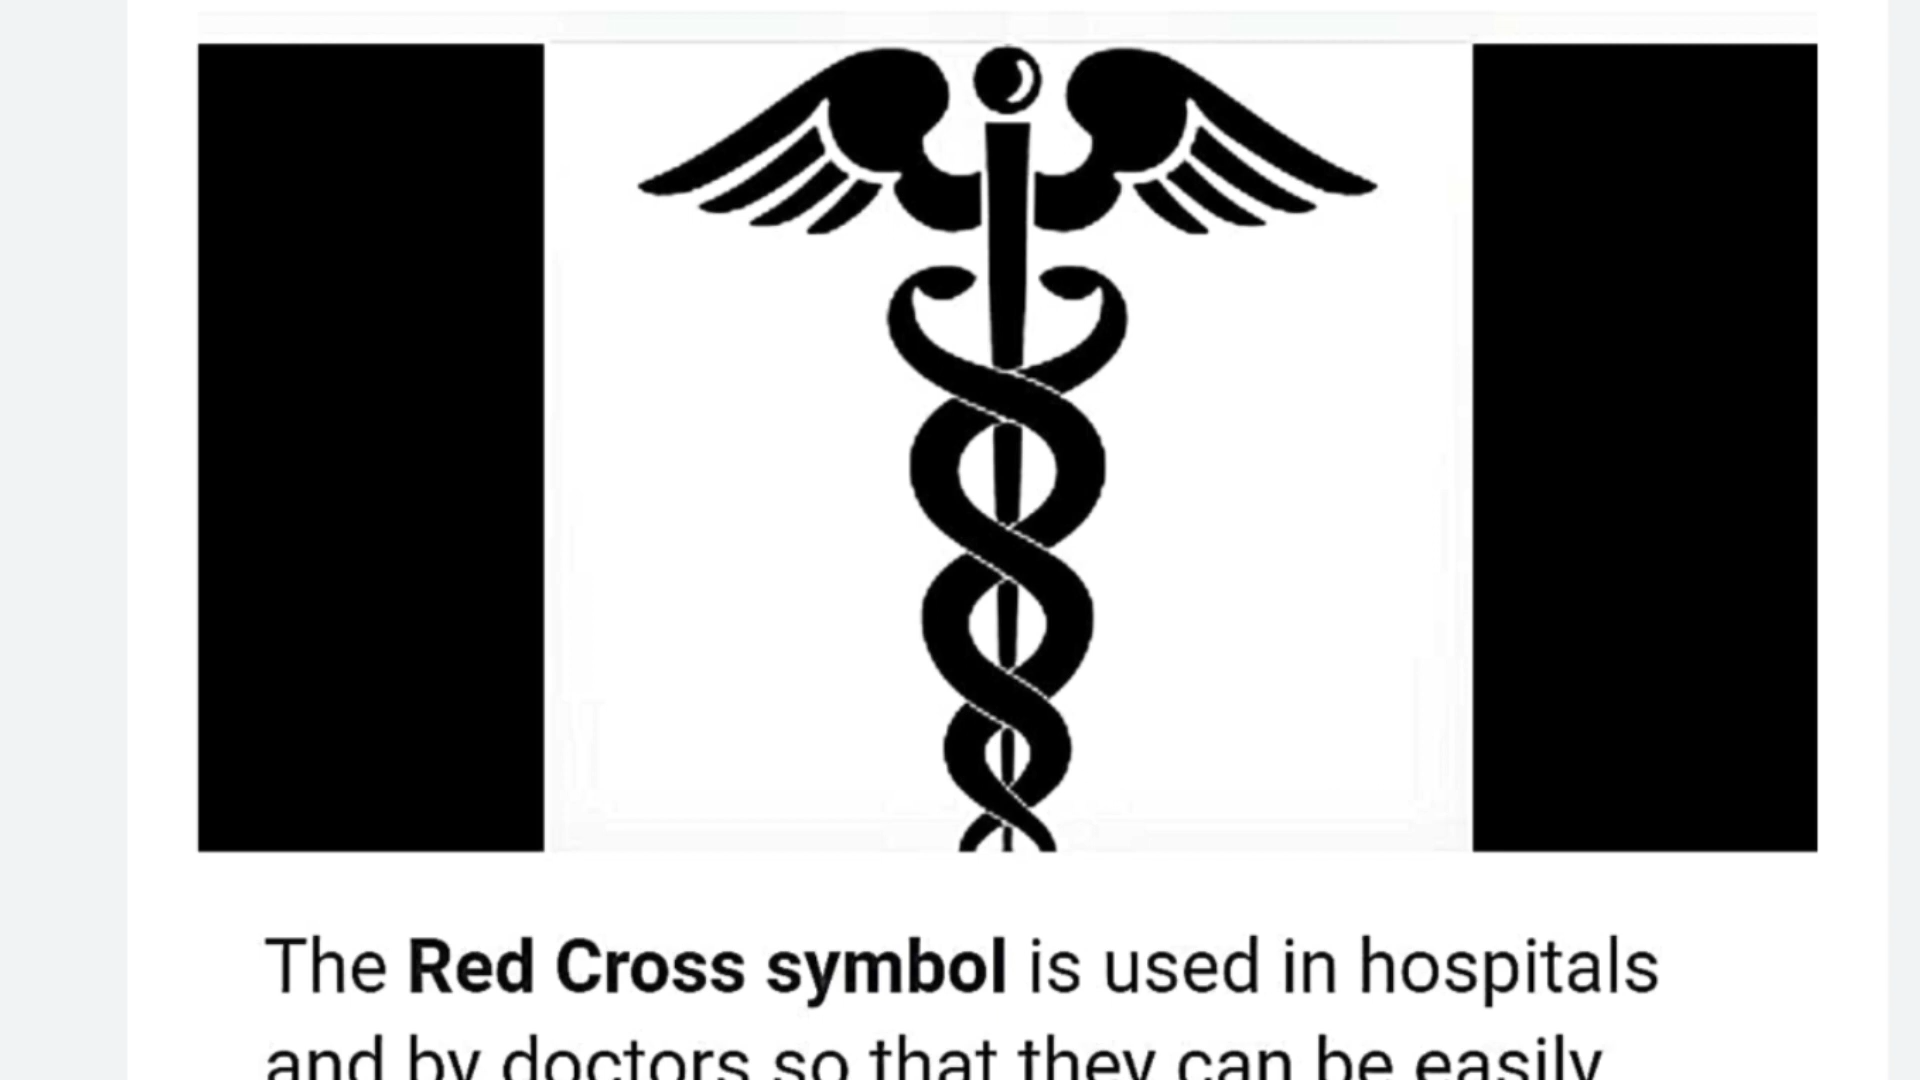 The Red Cross symbol is used in hospitals
and by doctors so that they can be easily